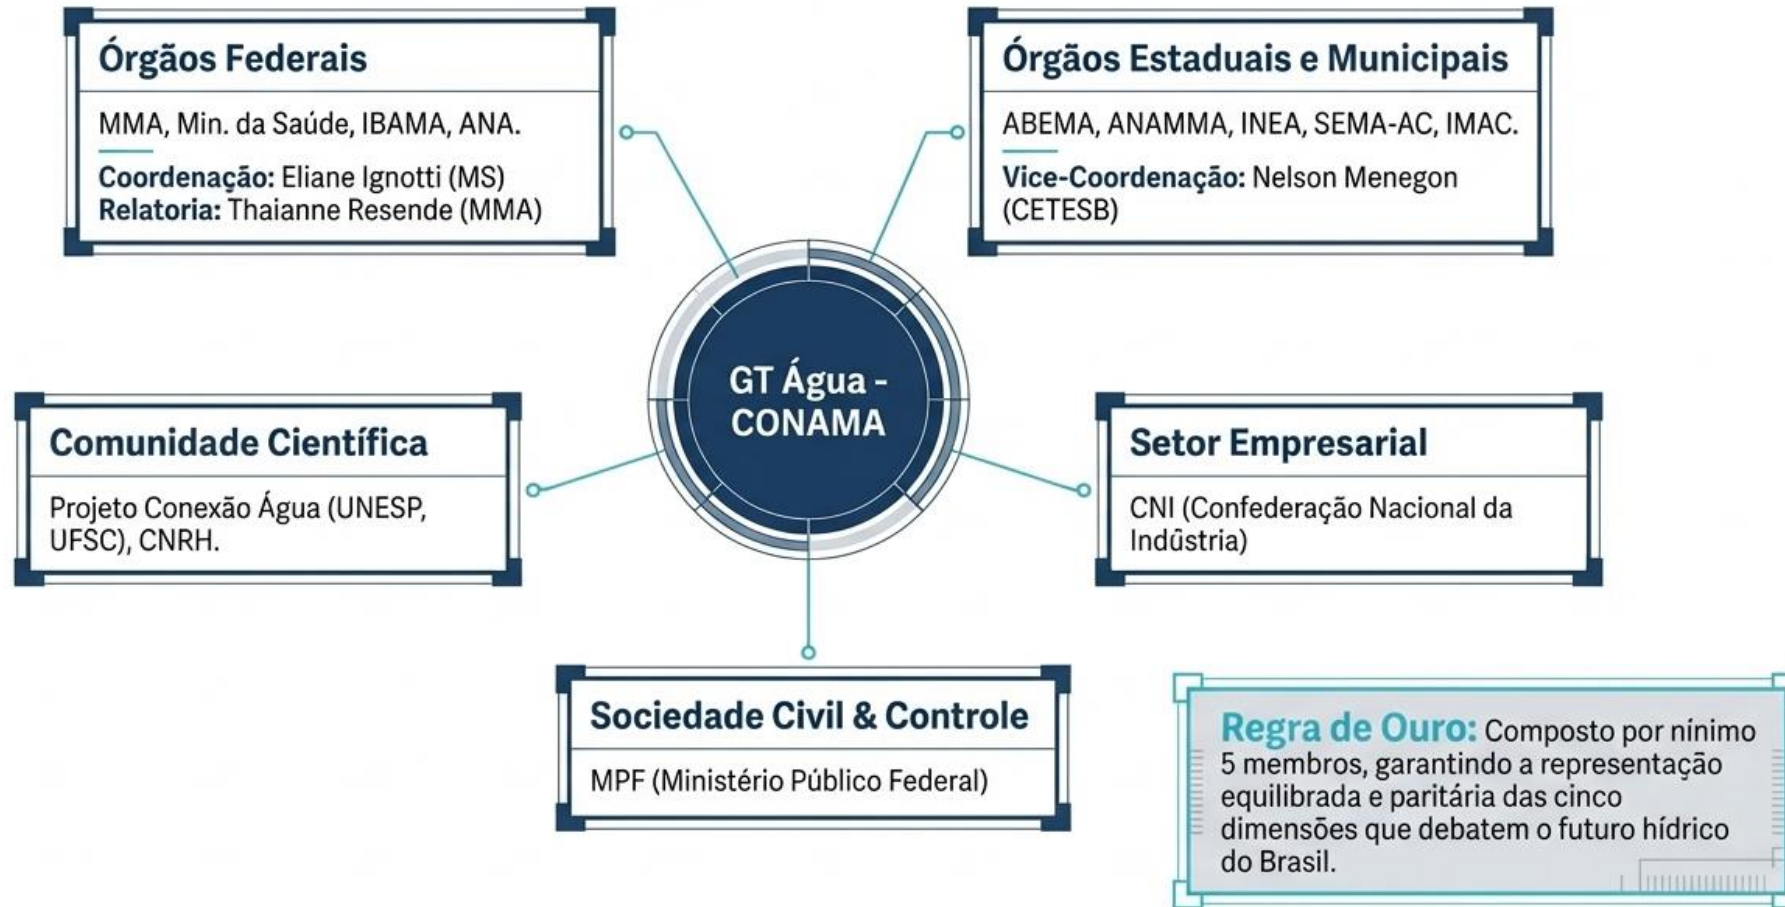 Órgãos Federais
MMA, Min. da Saúde, IBAMA, ANA.
Coordenação: Eliane Ignotti (MS)
Relatoria: Thaianne Resende (MMA)
Órgãos Estaduais e Municipais
ABEMA, ANAMMA, INEA, SEMA-AC, IMAC.
Vice-Coordenação: Nelson Menegon
(CETESB)
GT Água -
CONAMA
Comunidade Científica
Projeto Conexão Água (UNESP,
UFSC), CNRH.
Setor Empresarial
CNI (Confederação Nacional da
Indûstria)
Sociedade Civil & Controle
MPF (Ministério Público Federal)
Regra de Ouro: Composto por nínimo
5 membros, garantindo a representação
equilibrada e paritária das cinco
dimensões que debatem o futuro hídrico
do Brasil.